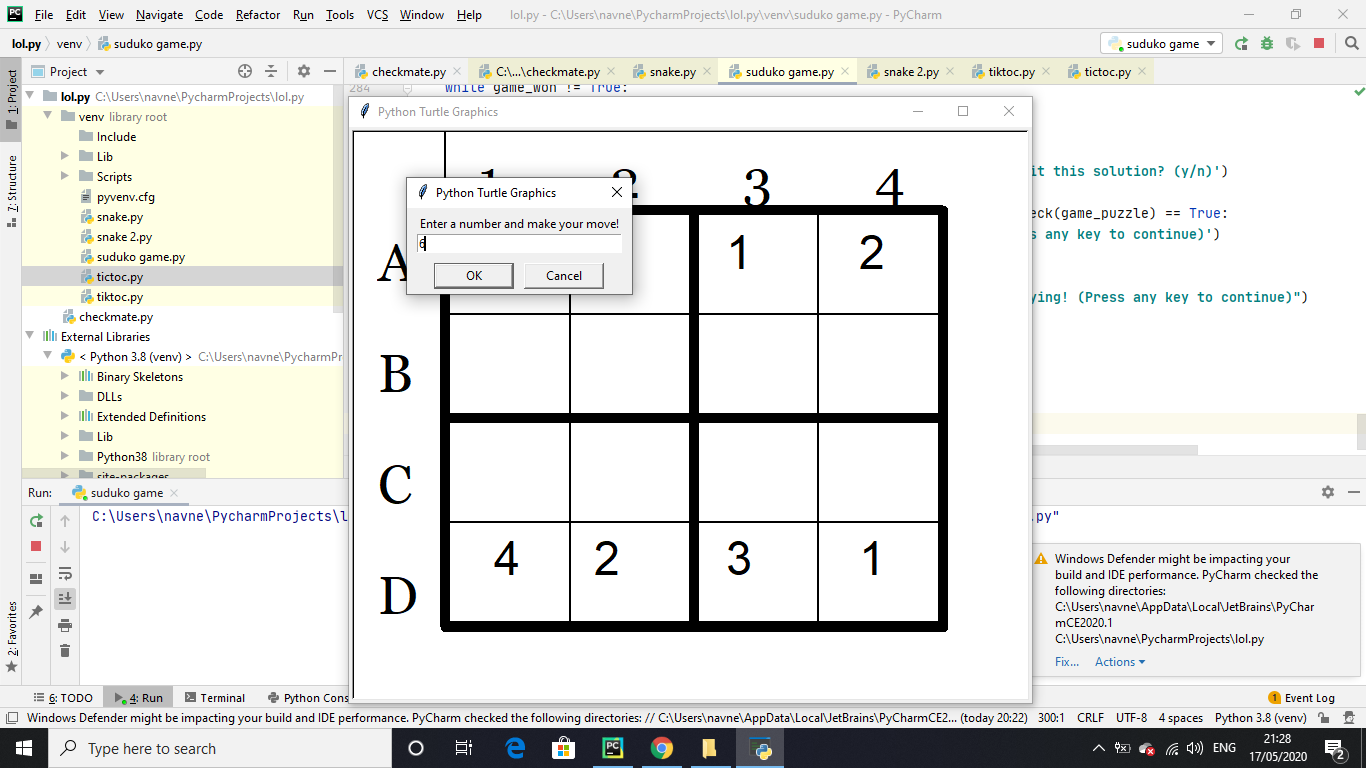 File Edit View Navigate Code Refactor Run Tools VCS Window Help lol.py - C:\Users\navne\PycharmProjects\lol.py\venv\suduko game.py - PyCharm
lol.py venv suduko game.py suduko game
Project checkmate.py C:\...\checkmate.py snake.py suduko game.py snake 2.py tiktoc.py tictoc.py
1: Project
7: Structure
2: Favorites
lol.py C:\Users\navne\PycharmProjects\lol.py
venv library root
Include
Lib
Scripts
pyvenv.cfg
snake.py
snake 2.py
suduko game.py
tictoc.py
tiktoc.py
checkmate.py
External Libraries
< Python 3.8 (venv) > C:\Users\navne\PycharmPr
Binary Skeletons
DLLs
Extended Definitions
Lib
Python38 library root
site-packages
284 while game_won != True:
it this solution? (y/n)')
eck(game_puzzle) == True:
s any key to continue)')
ying! (Press any key to continue)")
Python Turtle Graphics
3 4
Python Turtle Graphics
Enter a number and make your move!
6
OK Cancel
A 1 2
B
C
D 4 2 3 1
Run: suduko game
C:\Users\navne\PycharmProjects\l .py"
Windows Defender might be impacting your
build and IDE performance. PyCharm checked the
following directories:
C:\Users\navne\AppData\Local\JetBrains\PyChar
mCE2020.1
C:\Users\navne\PycharmProjects\lol.py
Fix... Actions
6: TODO 4: Run Terminal Python Cons Event Log
1
Windows Defender might be impacting your build and IDE performance. PyCharm checked the following directories: // C:\Users\navne\AppData\Local\JetBrains\PyCharmCE2... (today 20:22) 300:1 CRLF UTF-8 4 spaces Python 3.8 (venv)
Type here to search ENG 21:28
17/05/2020
2